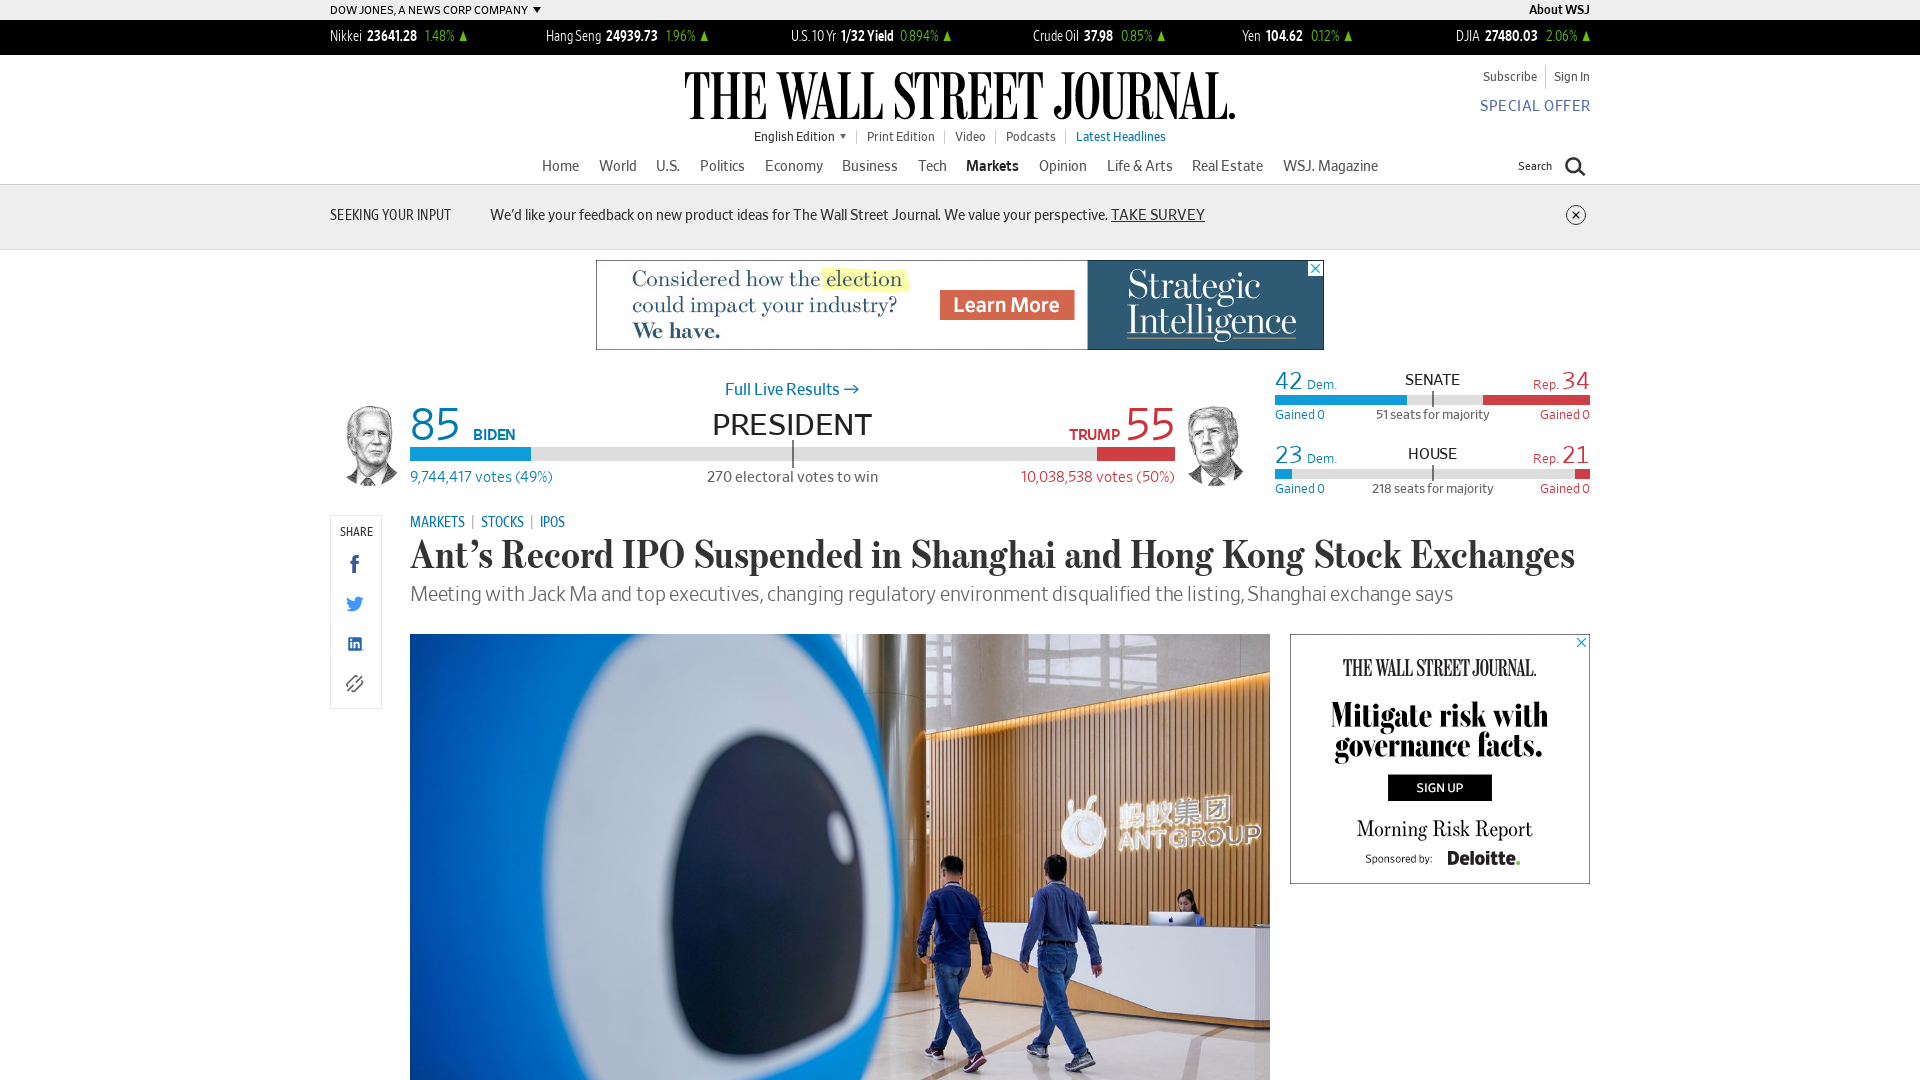 DOW JONES, A NEWS CORP COMPANY
About WSJ
Nikkei 23641.28 1.48%
Hang Seng 24939.73 1.96%
U.S. 10 Yr 1/32 Yield 0.894%
Crude Oil 37.98 0.85%
Yen 104.62 0.12%
DJIA 27480.03 2.06%
THE WALL STREET JOURNAL.
Subscribe
Sign In
SPECIAL OFFER
English Edition
Print Edition
Video
Podcasts
Latest Headlines
Home
World
U.S.
Politics
Economy
Business
Tech
Markets
Opinion
Life & Arts
Real Estate
WSJ. Magazine
Search
SEEKING YOUR INPUT
We’d like your feedback on new product ideas for The Wall Street Journal. We value your perspective. TAKE SURVEY
Considered how the election
could impact your industry?
We have.
Learn More
Strategic
Intelligence
Full Live Results →
85 BIDEN
PRESIDENT
TRUMP 55
9,744,417 votes (49%)
270 electoral votes to win
10,038,538 votes (50%)
42 Dem.
SENATE
Rep. 34
Gained 0
51 seats for majority
Gained 0
23 Dem.
HOUSE
Rep. 21
Gained 0
218 seats for majority
Gained 0
SHARE
MARKETS | STOCKS | IPOS
Ant’s Record IPO Suspended in Shanghai and Hong Kong Stock Exchanges
Meeting with Jack Ma and top executives, changing regulatory environment disqualified the listing, Shanghai exchange says
蚂蚁集团
ANT GROUP
THE WALL STREET JOURNAL.
Mitigate risk with
governance facts.
SIGN UP
Morning Risk Report
Sponsored by: Deloitte.